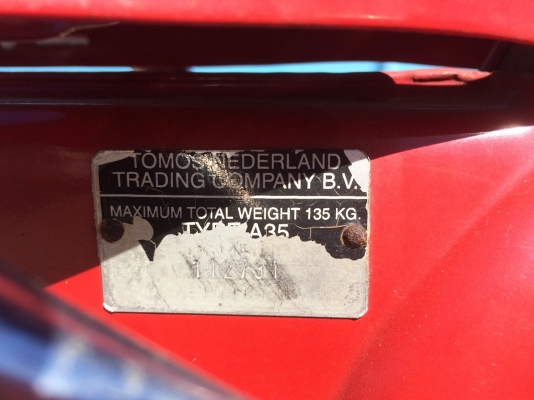 TOMOS NEDERLAND
TRADING COMPANY B.V.
MAXIMUM TOTAL WEIGHT 135 KG.
TYPE A35